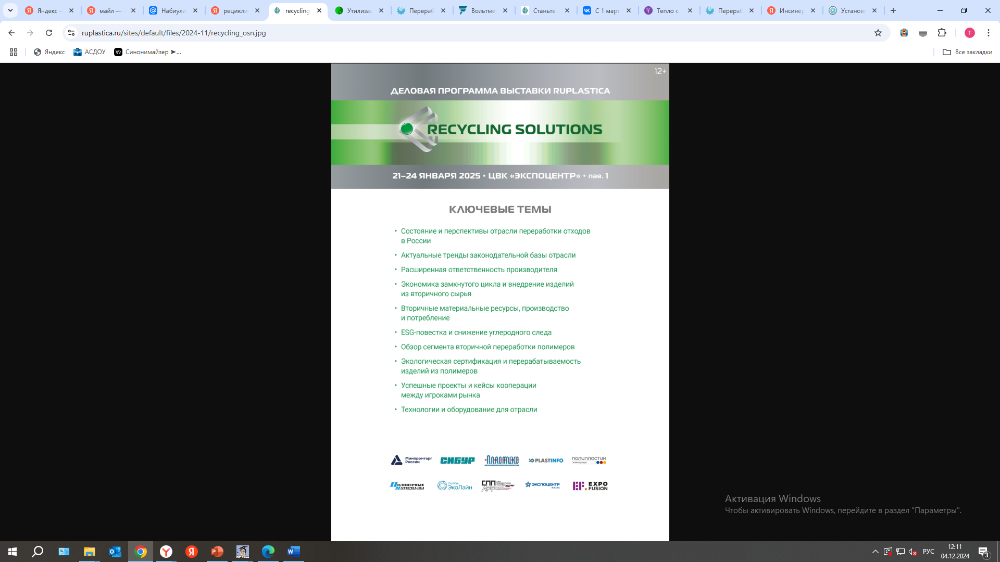 Яндекс —
майл —
Набиулл
рецикли
recycling
Утилизац
Перераб
Вольтме
Станьте
С 1 март
Тепло с
Перераб
Инсинер
Установ
ruplastica.ru/sites/default/files/2024-11/recycling_osn.jpg
T
Яндекс
АСДОУ
Синонимайзер ➤...
Все закладки
12+
ДЕЛОВАЯ ПРОГРАММА ВЫСТАВКИ RUPLASTICA
RECYCLING SOLUTIONS
21–24 ЯНВАРЯ 2025 • ЦВК «ЭКСПОЦЕНТР» • пав. 1
КЛЮЧЕВЫЕ ТЕМЫ
• Состояние и перспективы отрасли переработки отходов
в России
• Актуальные тренды законодательной базы отрасли
• Расширенная ответственность производителя
• Экономика замкнутого цикла и внедрение изделий
из вторичного сырья
• Вторичные материальные ресурсы, производство
и потребление
• ESG-повестка и снижение углеродного следа
• Обзор сегмента вторичной переработки полимеров
• Экологическая сертификация и перерабатываемость
изделий из полимеров
• Успешные проекты и кейсы кооперации
между игроками рынка
• Технологии и оборудование для отрасли
Минпромторг
России
СИБУР
ПЛАСТИКС
PLASTINFO
ПОЛИПЛАСТИК
ПОЛИМЕРНЫЕ
МАТЕРИАЛЫ
ГРУППА
ЭкоЛайн
СПП
ЭКСПОЦЕНТР
EF. EXPO
FUSION
Активация Windows
Чтобы активировать Windows, перейдите в раздел "Параметры".
РУС
12:11
04.12.2024
3